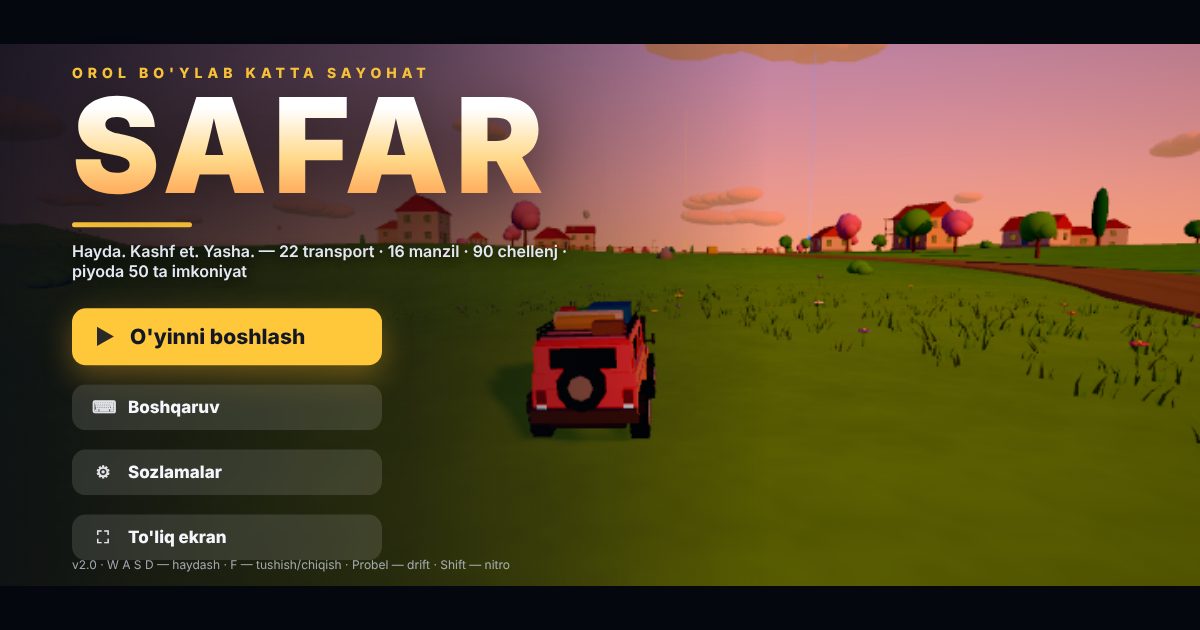 OROL BO'YLAB KATTA SAYOHAT
SAFAR
Hayda. Kashf et. Yasha. — 22 transport · 16 manzil · 90 chellenj ·
piyoda 50 ta imkoniyat
O'yinni boshlash
Boshqaruv
Sozlamalar
To'liq ekran
v2.0 · W A S D — haydash · F — tushish/chiqish · Probel — drift · Shift — nitro